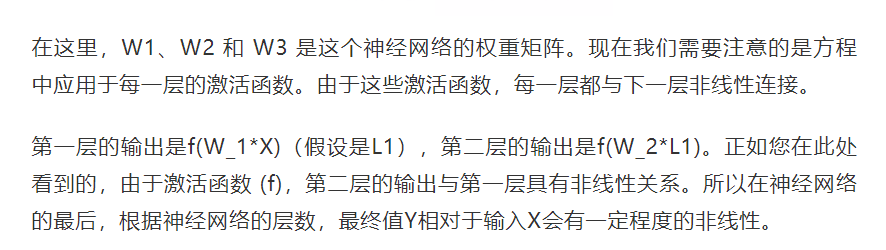 在这里，W1、W2 和 W3 是这个神经网络的权重矩阵。现在我们需要注意的是方程
中应用于每一层的激活函数。由于这些激活函数，每一层都与下一层非线性连接。
第一层的输出是f(W_1*X)（假设是L1），第二层的输出是f(W_2*L1)。正如您在此处
看到的，由于激活函数 (f)，第二层的输出与第一层具有非线性关系。所以在神经网络
的最后，根据神经网络的层数，最终值Y相对于输入X会有一定程度的非线性。